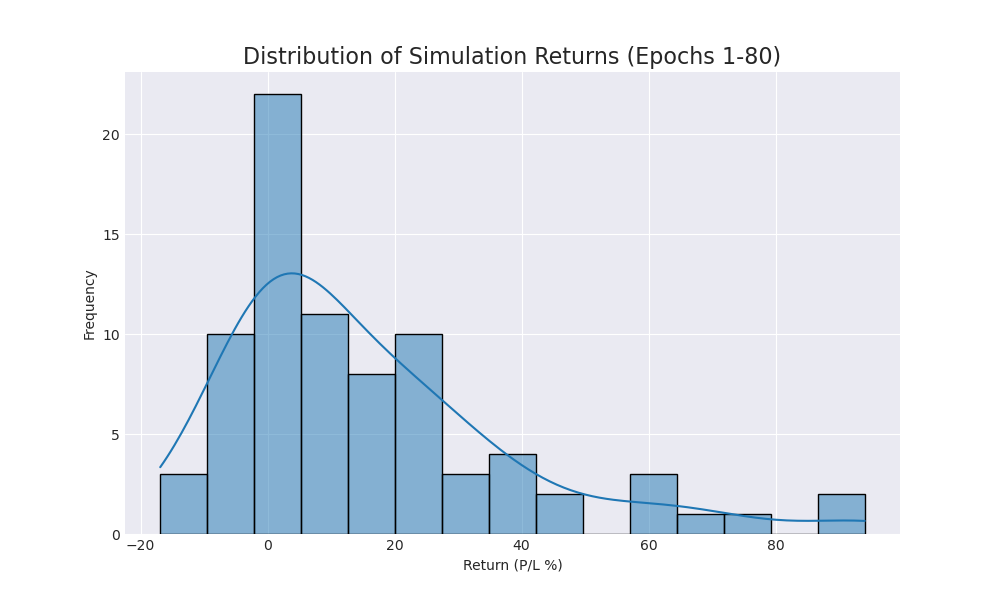 Distribution of Simulation Returns (Epochs 1-80)
Frequency
20
15
10
5
0
−20 0 20 40 60 80
Return (P/L %)